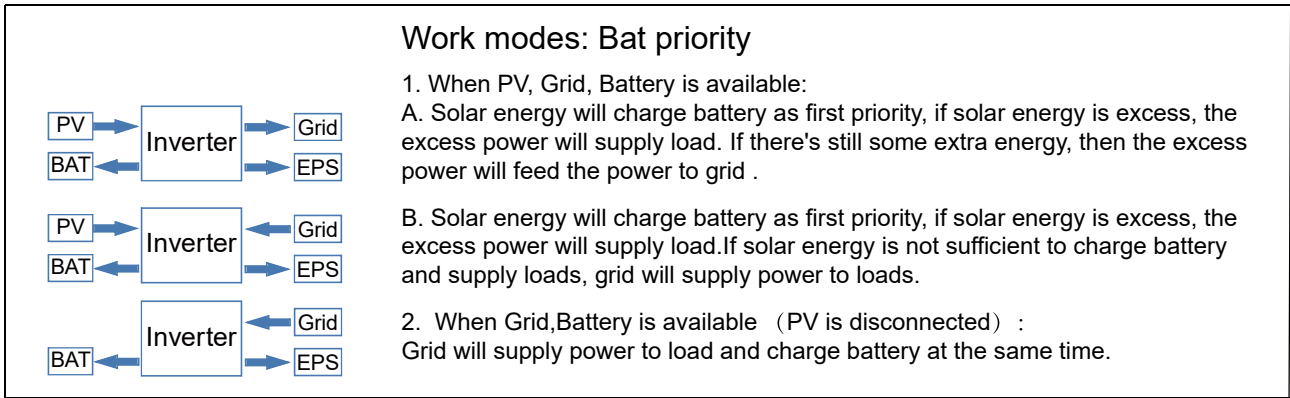 Work modes: Bat priority
1. When PV, Grid, Battery is available:
A. Solar energy will charge battery as first priority, if solar energy is excess, the
excess power will supply load. If there's still some extra energy, then the excess
power will feed the power to grid .
PV
Inverter
Grid
BAT
EPS
B. Solar energy will charge battery as first priority, if solar energy is excess, the
excess power will supply load.If solar energy is not sufficient to charge battery
and supply loads, grid will supply power to loads.
PV
Inverter
Grid
BAT
EPS
2. When Grid,Battery is available （PV is disconnected）:
Grid will supply power to load and charge battery at the same time.
Inverter
Grid
BAT
EPS